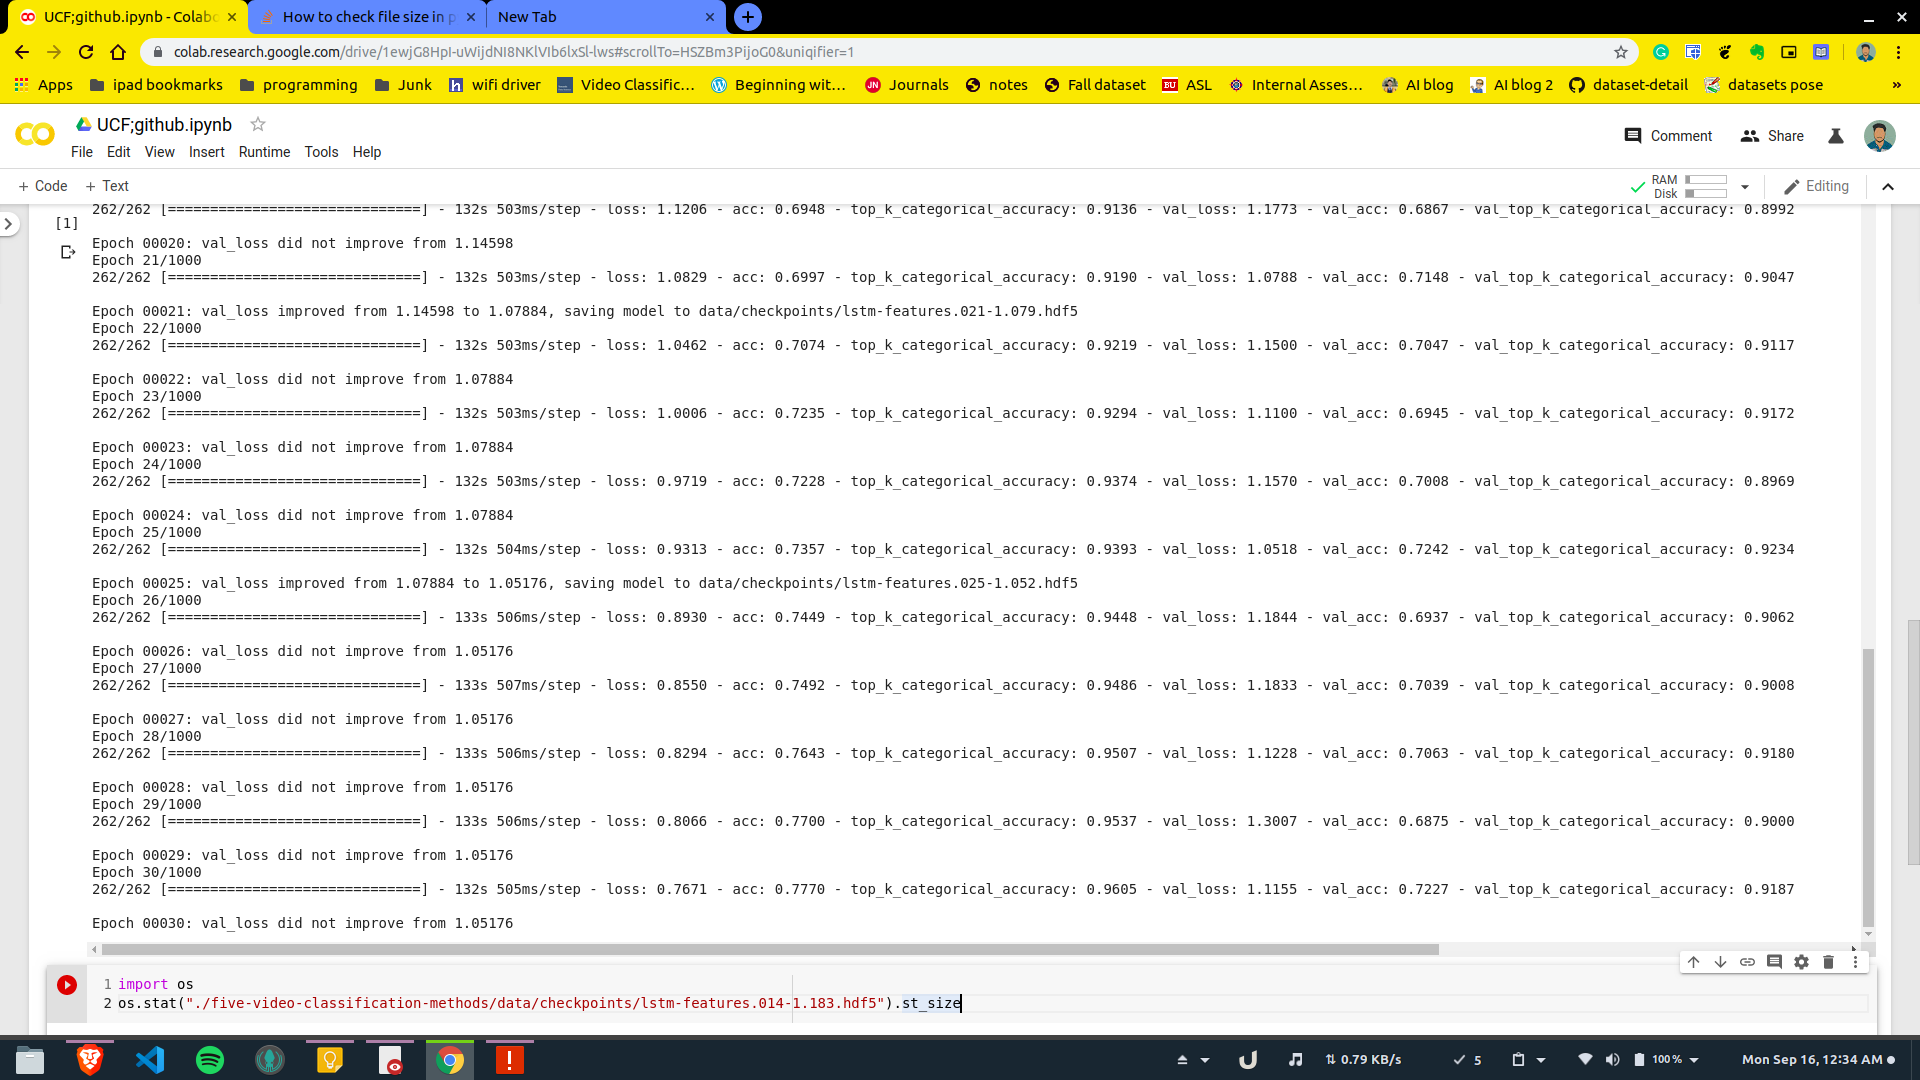 UCF;github.ipynb - Colabo
How to check file size in p
New Tab
colab.research.google.com/drive/1ewjG8HpI-uWijdNI8NKlVIb6lxSl-lws#scrollTo=HSZBm3PijoG0&uniqifier=1
Apps ipad bookmarks programming Junk wifi driver Video Classific... Beginning wit... Journals notes Fall dataset ASL Internal Asses... AI blog AI blog 2 dataset-detail datasets pose »
UCF;github.ipynb
File Edit View Insert Runtime Tools Help
Comment Share
+ Code + Text
RAM
Disk
Editing
[1]
262/262 [==============================] - 132s 503ms/step - loss: 1.1206 - acc: 0.6948 - top_k_categorical_accuracy: 0.9136 - val_loss: 1.1773 - val_acc: 0.6867 - val_top_k_categorical_accuracy: 0.8992
Epoch 00020: val_loss did not improve from 1.14598
Epoch 21/1000
262/262 [==============================] - 132s 503ms/step - loss: 1.0829 - acc: 0.6997 - top_k_categorical_accuracy: 0.9190 - val_loss: 1.0788 - val_acc: 0.7148 - val_top_k_categorical_accuracy: 0.9047
Epoch 00021: val_loss improved from 1.14598 to 1.07884, saving model to data/checkpoints/lstm-features.021-1.079.hdf5
Epoch 22/1000
262/262 [==============================] - 132s 503ms/step - loss: 1.0462 - acc: 0.7074 - top_k_categorical_accuracy: 0.9219 - val_loss: 1.1500 - val_acc: 0.7047 - val_top_k_categorical_accuracy: 0.9117
Epoch 00022: val_loss did not improve from 1.07884
Epoch 23/1000
262/262 [==============================] - 132s 503ms/step - loss: 1.0006 - acc: 0.7235 - top_k_categorical_accuracy: 0.9294 - val_loss: 1.1100 - val_acc: 0.6945 - val_top_k_categorical_accuracy: 0.9172
Epoch 00023: val_loss did not improve from 1.07884
Epoch 24/1000
262/262 [==============================] - 132s 503ms/step - loss: 0.9719 - acc: 0.7228 - top_k_categorical_accuracy: 0.9374 - val_loss: 1.1570 - val_acc: 0.7008 - val_top_k_categorical_accuracy: 0.8969
Epoch 00024: val_loss did not improve from 1.07884
Epoch 25/1000
262/262 [==============================] - 132s 504ms/step - loss: 0.9313 - acc: 0.7357 - top_k_categorical_accuracy: 0.9393 - val_loss: 1.0518 - val_acc: 0.7242 - val_top_k_categorical_accuracy: 0.9234
Epoch 00025: val_loss improved from 1.07884 to 1.05176, saving model to data/checkpoints/lstm-features.025-1.052.hdf5
Epoch 26/1000
262/262 [==============================] - 133s 506ms/step - loss: 0.8930 - acc: 0.7449 - top_k_categorical_accuracy: 0.9448 - val_loss: 1.1844 - val_acc: 0.6937 - val_top_k_categorical_accuracy: 0.9062
Epoch 00026: val_loss did not improve from 1.05176
Epoch 27/1000
262/262 [==============================] - 133s 507ms/step - loss: 0.8550 - acc: 0.7492 - top_k_categorical_accuracy: 0.9486 - val_loss: 1.1833 - val_acc: 0.7039 - val_top_k_categorical_accuracy: 0.9008
Epoch 00027: val_loss did not improve from 1.05176
Epoch 28/1000
262/262 [==============================] - 133s 506ms/step - loss: 0.8294 - acc: 0.7643 - top_k_categorical_accuracy: 0.9507 - val_loss: 1.1228 - val_acc: 0.7063 - val_top_k_categorical_accuracy: 0.9180
Epoch 00028: val_loss did not improve from 1.05176
Epoch 29/1000
262/262 [==============================] - 133s 506ms/step - loss: 0.8066 - acc: 0.7700 - top_k_categorical_accuracy: 0.9537 - val_loss: 1.3007 - val_acc: 0.6875 - val_top_k_categorical_accuracy: 0.9000
Epoch 00029: val_loss did not improve from 1.05176
Epoch 30/1000
262/262 [==============================] - 132s 505ms/step - loss: 0.7671 - acc: 0.7770 - top_k_categorical_accuracy: 0.9605 - val_loss: 1.1155 - val_acc: 0.7227 - val_top_k_categorical_accuracy: 0.9187
Epoch 00030: val_loss did not improve from 1.05176
1 import os
2 os.stat("./five-video-classification-methods/data/checkpoints/lstm-features.014-1.183.hdf5").st_size
0.79 KB/s 5 100 % Mon Sep 16, 12:34 AM